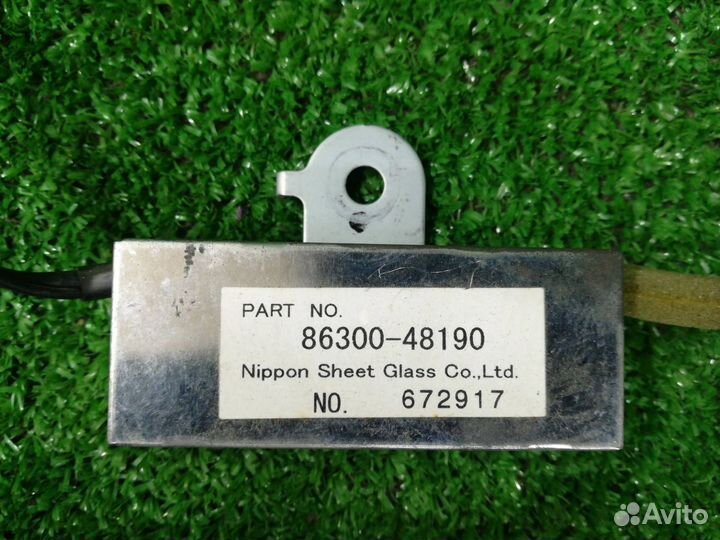 PART NO.
86300-48190
Nippon Sheet Glass Co.,Ltd.
NO. 672917
Avito